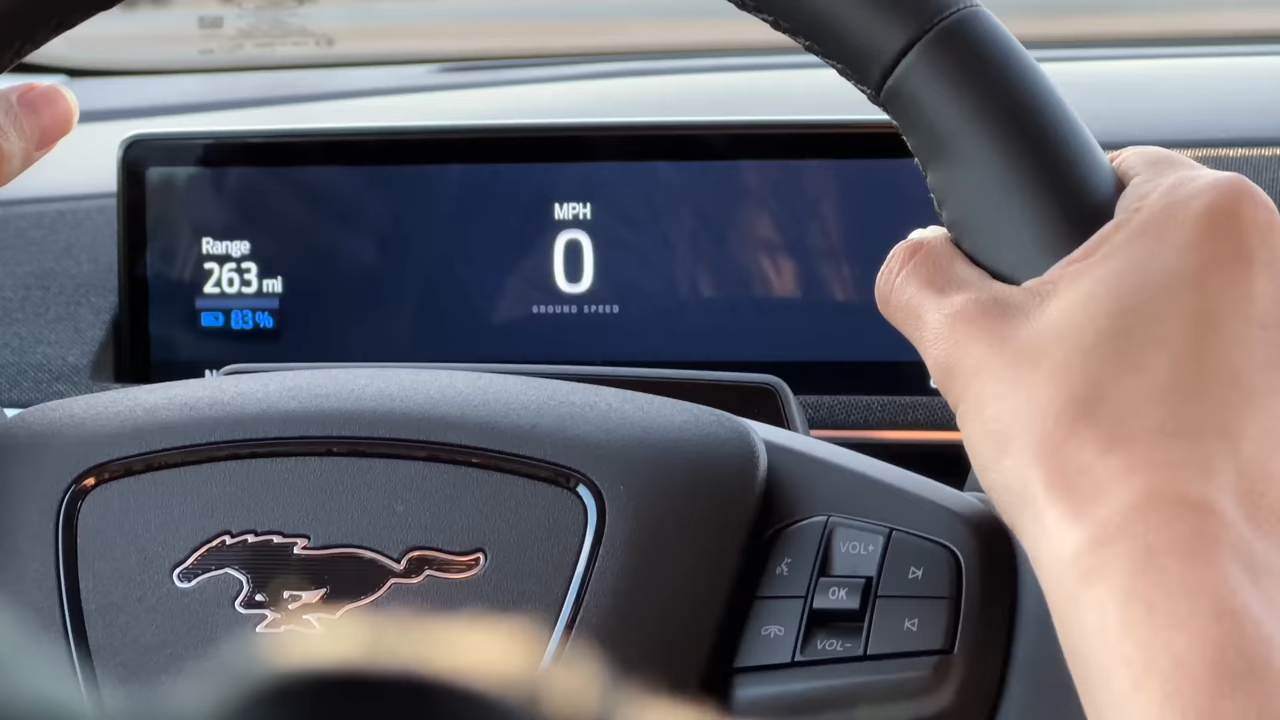 MPH
0
GROUND SPEED
Range
263 mi
83%
VOL+
OK
VOL-